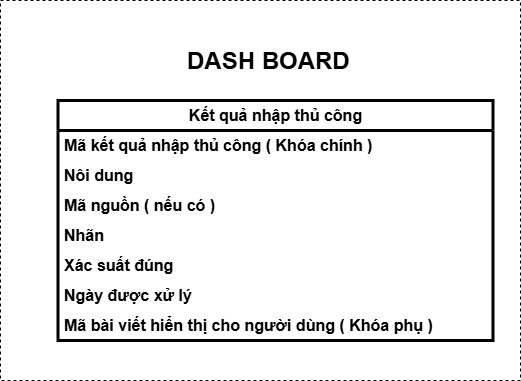 DASH BOARD
Kết quả nhập thủ công
Mã kết quả nhập thủ công ( Khóa chính )
Nôi dung
Mã nguồn ( nếu có )
Nhãn
Xác suất đúng
Ngày được xử lý
Mã bài viết hiển thị cho người dùng ( Khóa phụ )